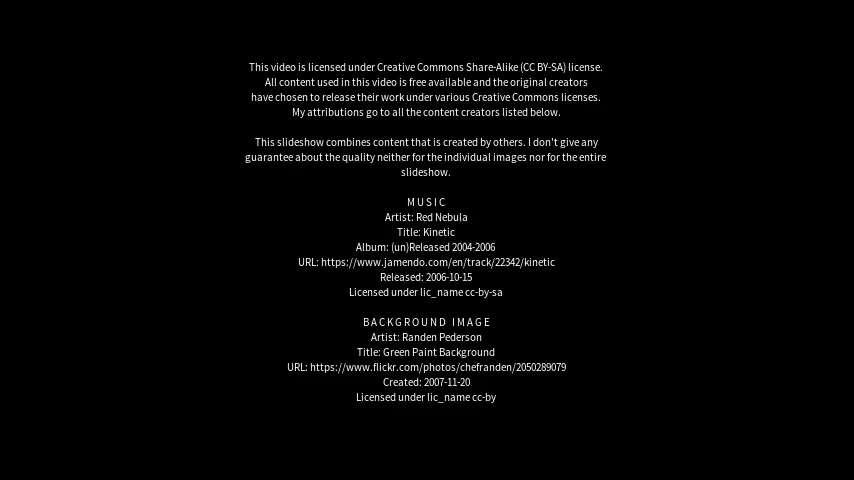 This video is licensed under Creative Commons Share-Alike (CC BY-SA) license.
All content used in this video is free available and the original creators
have chosen to release their work under various Creative Commons licenses.
My attributions go to all the content creators listed below.
This slideshow combines content that is created by others. I don't give any
guarantee about the quality neither for the individual images nor for the entire
slideshow.
MUSIC
Artist: Red Nebula
Title: Kinetic
Album: (un)Released 2004-2006
URL: https://www.jamendo.com/en/track/22342/kinetic
Released: 2006-10-15
Licensed under lic_name cc-by-sa
BACKGROUND IMAGE
Artist: Randen Pederson
Title: Green Paint Background
URL: https://www.flickr.com/photos/chefranden/2050289079
Created: 2007-11-20
Licensed under lic_name cc-by